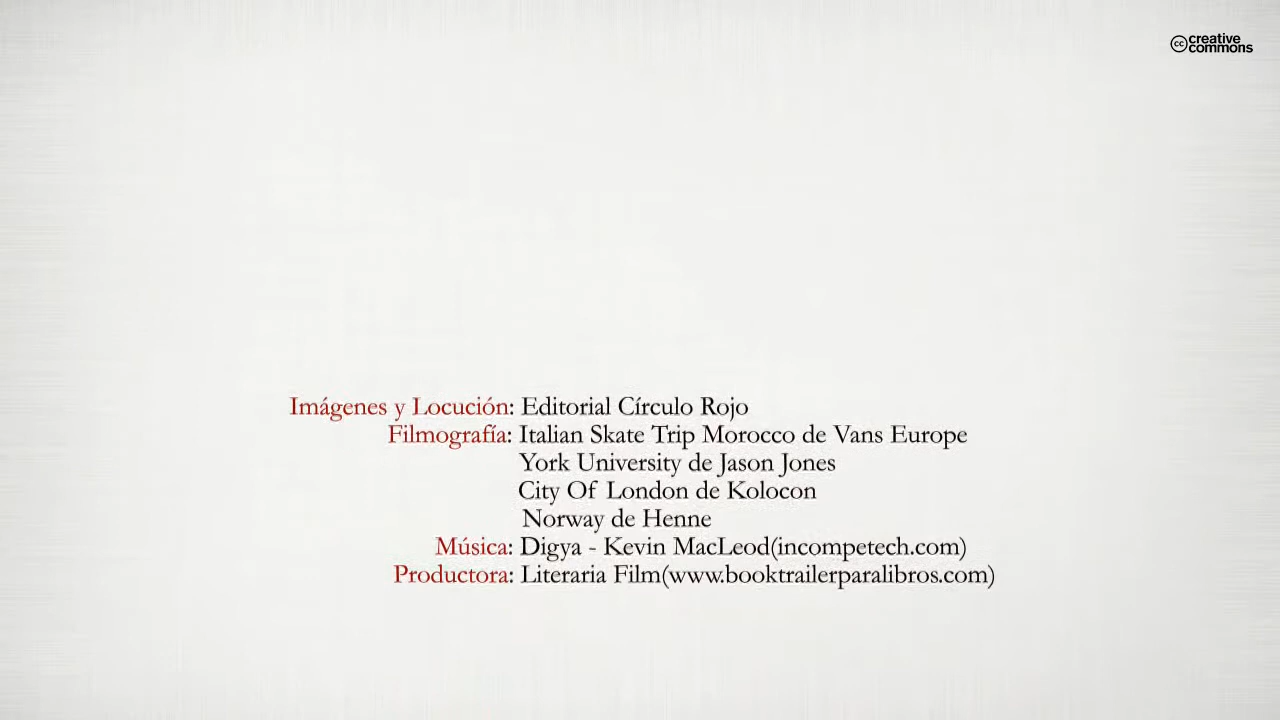 creative
commons
Imágenes y Locución: Editorial Círculo Rojo
Filmografía: Italian Skate Trip Morocco de Vans Europe
York University de Jason Jones
City Of London de Kolocon
Norway de Henne
Música: Digya - Kevin MacLeod(incompetech.com)
Productora: Literaria Film(www.booktrailerparalibros.com)